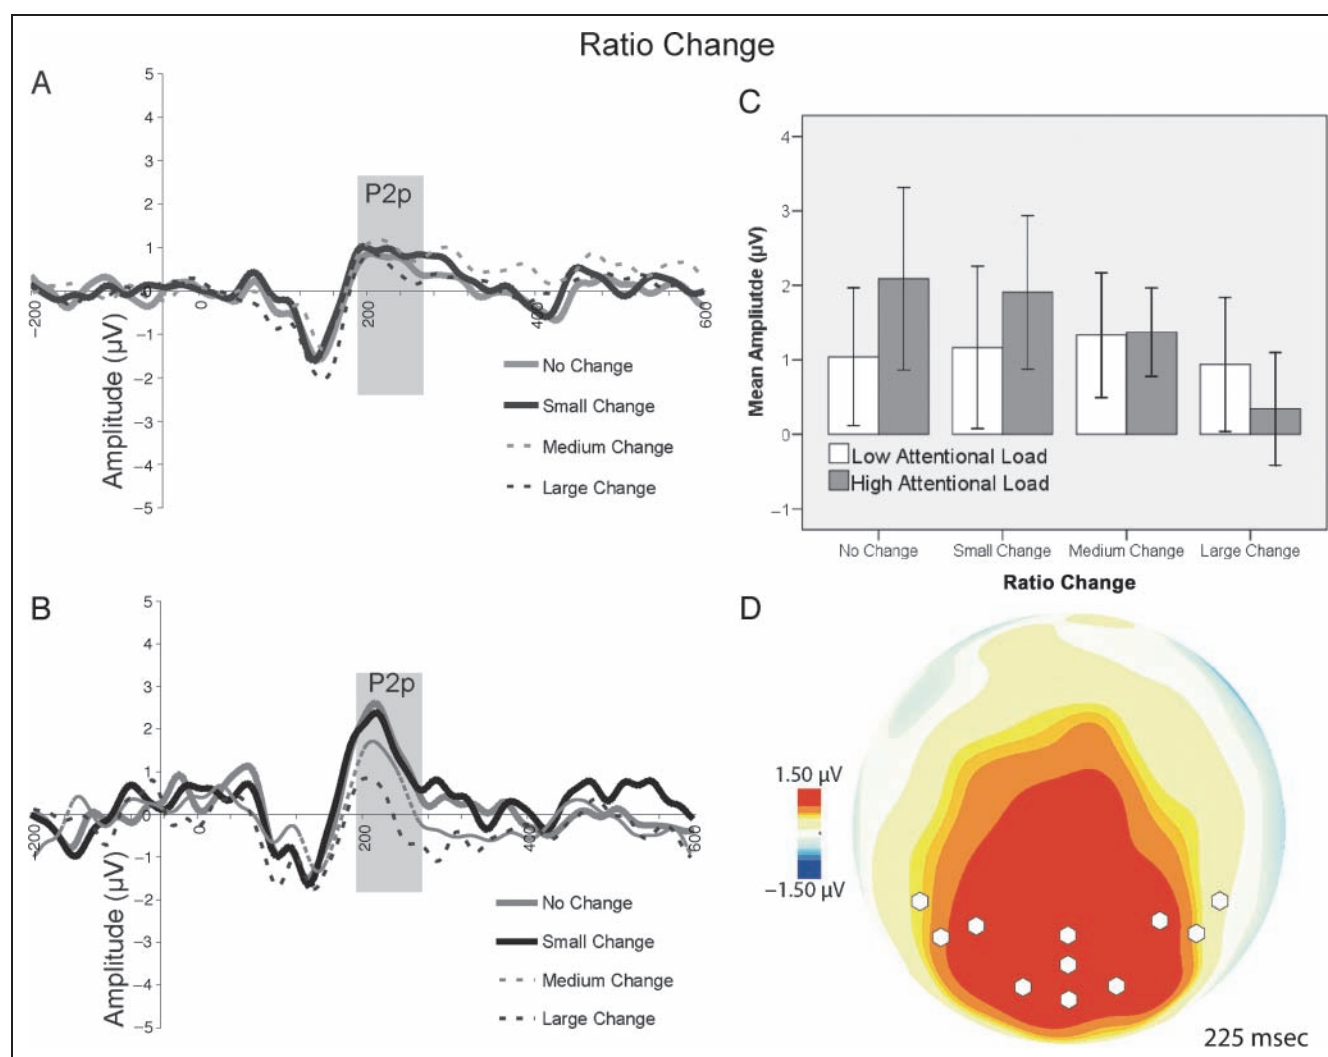 Ratio Change
A
5
4
3
2
1
0
−1
−2
−3
−4
−5
Amplitude (µV)
−200
0
200
400
600
P2p
No Change
Small Change
Medium Change
Large Change
C
4
3
2
1
0
−1
Mean Ampliutde (µV)
Low Attentional Load
High Attentional Load
No Change
Small Change
Medium Change
Large Change
Ratio Change
B
5
4
3
2
1
0
−1
−2
−3
−4
−5
Amplitude (µV)
−200
0
200
400
600
P2p
No Change
Small Change
Medium Change
Large Change
D
1.50 µV
−1.50 µV
225 msec